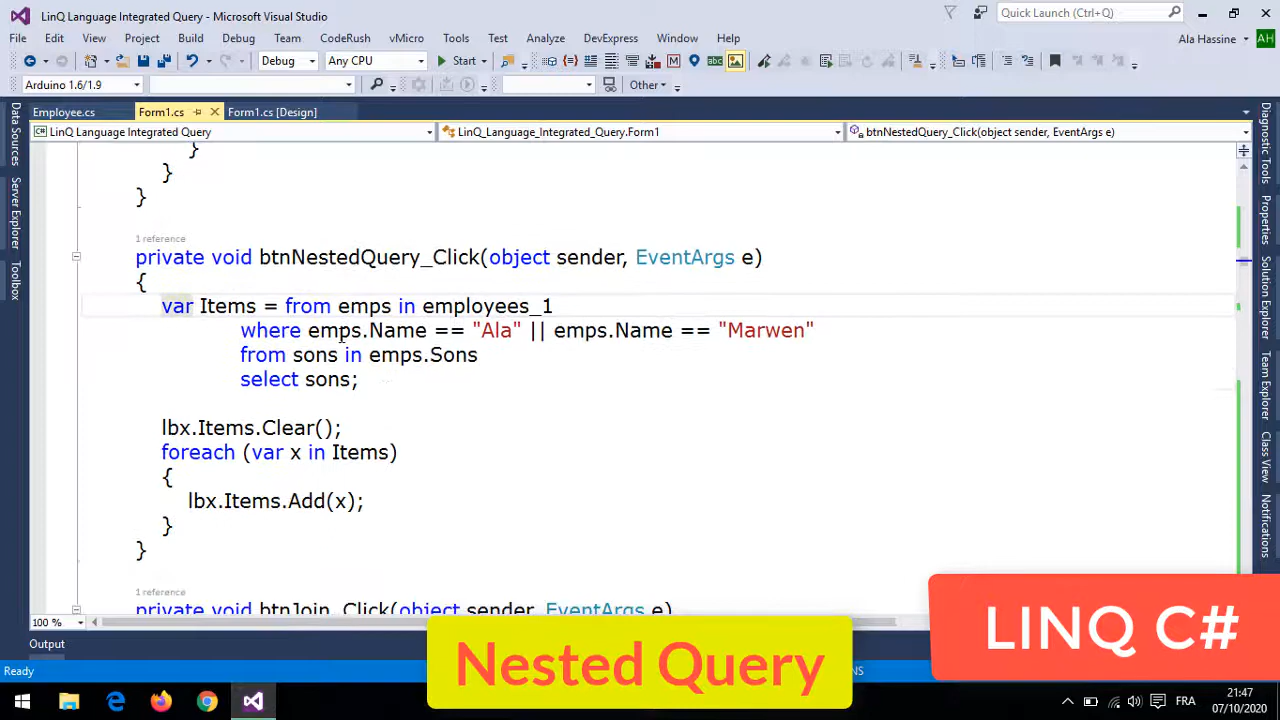 LinQ Language Integrated Query - Microsoft Visual Studio
Quick Launch (Ctrl+Q)
File Edit View Project Build Debug Team CodeRush vMicro Tools Test Analyze DevExpress Window Help
Ala Hassine AH
Debug Any CPU Start abc
Arduino 1.6/1.9 Other
Employee.cs Form1.cs Form1.cs [Design]
LinQ Language Integrated Query LinQ_Language_Integrated_Query.Form1 btnNestedQuery_Click(object sender, EventArgs e)
Data Sources
Server Explorer
Toolbox
}
}
}
1 reference
private void btnNestedQuery_Click(object sender, EventArgs e)
{
var Items = from emps in employees_1
where emps.Name == "Ala" || emps.Name == "Marwen"
from sons in emps.Sons
select sons;
lbx.Items.Clear();
foreach (var x in Items)
{
lbx.Items.Add(x);
}
}
1 reference
private void btnJoin_Click(object sender, EventArgs e)
Diagnostic Tools
Properties
Solution Explorer
Team Explorer
Class View
Notifications
100 %
Output
Ready
Nested Query
LINQ C#
FRA
21:47
07/10/2020